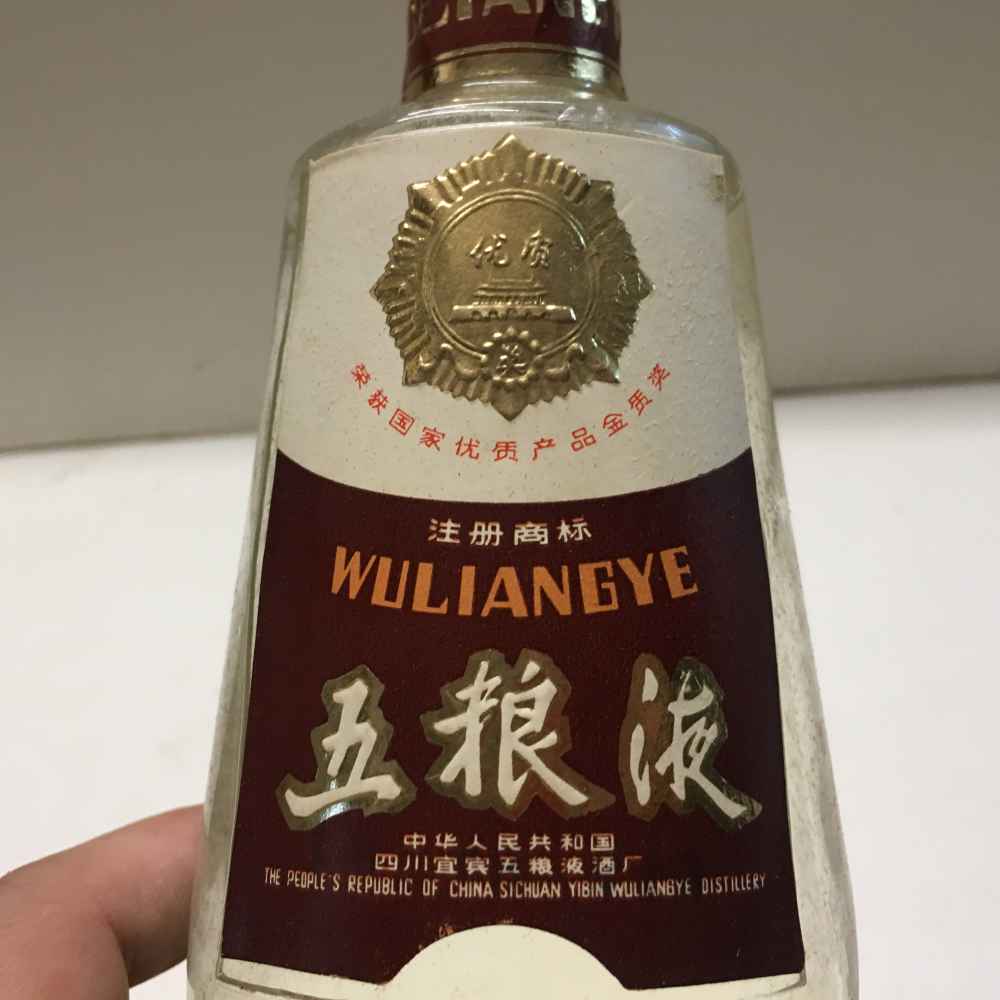 优质
奖
荣获国家优质产品金质奖
注册商标
WULIANGYE
五粮液
中华人民共和国
四川宜宾五粮液酒厂
THE PEOPLE'S REPUBLIC OF CHINA SICHUAN YIBIN WULIANGYE DISTILLERY